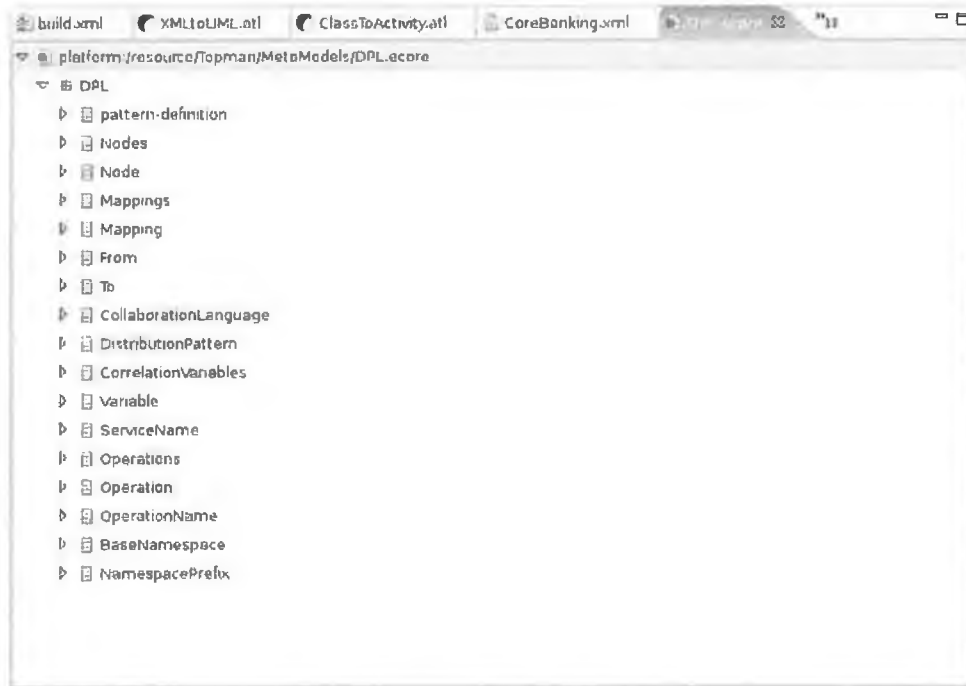 build.xml XMLtoUML.atl ClassToActivity.atl CoreBanking.xml
platform:/resource/Topman/MetaModels/DPL.ecore
DPL
pattern-definition
Nodes
Node
Mappings
Mapping
From
To
CollaborationLanguage
DistributionPattern
CorrelationVariables
Variable
ServiceName
Operations
Operation
OperationName
BaseNamespace
NamespacePrefix